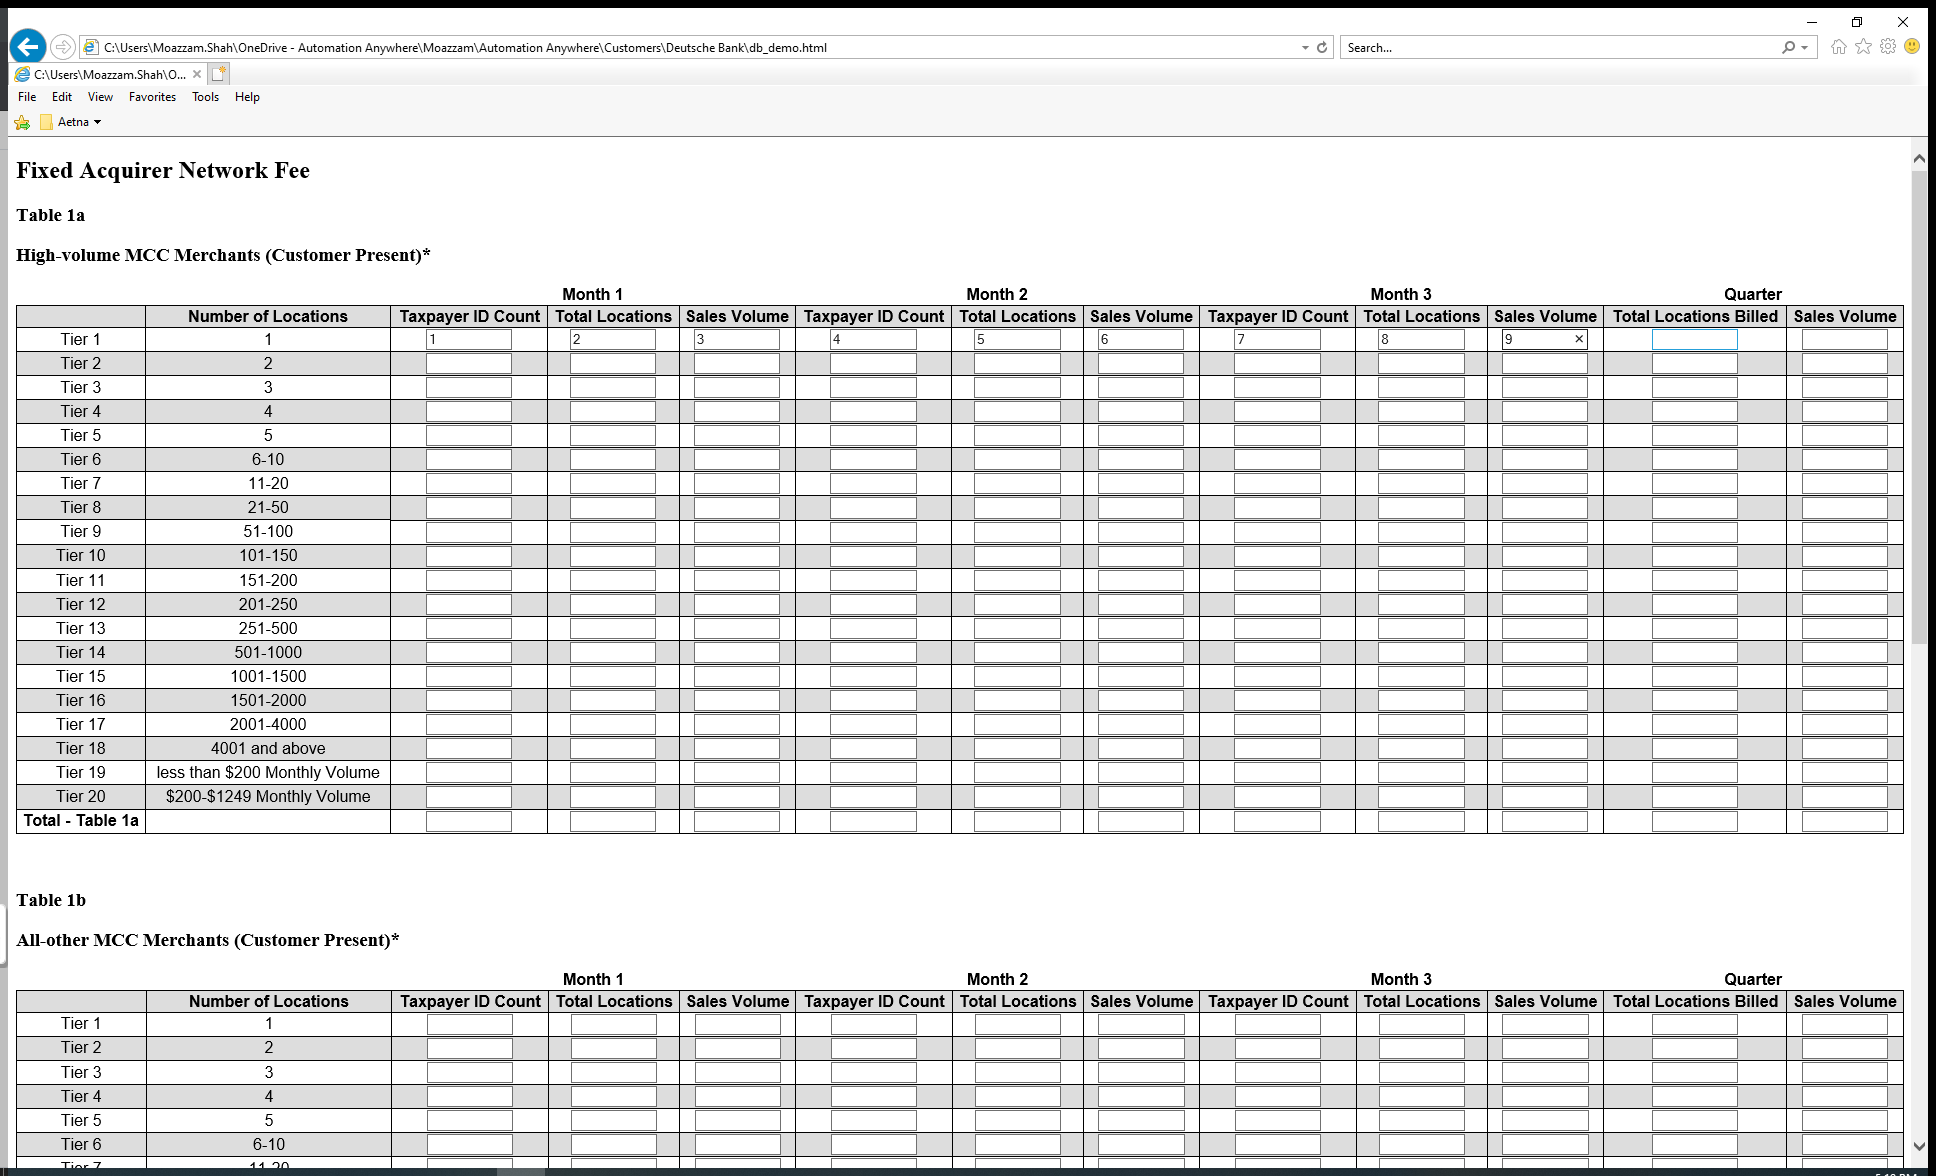 C:\Users\Moazzam.Shah\OneDrive - Automation Anywhere\Moazzam\Automation Anywhere\Customers\Deutsche Bank\db_demo.html
Search...
C:\Users\Moazzam.Shah\O...
File Edit View Favorites Tools Help
Aetna
Fixed Acquirer Network Fee
Table 1a
High-volume MCC Merchants (Customer Present)*
Month 1 Month 2 Month 3 Quarter
Number of Locations Taxpayer ID Count Total Locations Sales Volume Taxpayer ID Count Total Locations Sales Volume Taxpayer ID Count Total Locations Sales Volume Total Locations Billed Sales Volume
Tier 1 1 1 2 3 4 5 6 7 8 9
Tier 2 2
Tier 3 3
Tier 4 4
Tier 5 5
Tier 6 6-10
Tier 7 11-20
Tier 8 21-50
Tier 9 51-100
Tier 10 101-150
Tier 11 151-200
Tier 12 201-250
Tier 13 251-500
Tier 14 501-1000
Tier 15 1001-1500
Tier 16 1501-2000
Tier 17 2001-4000
Tier 18 4001 and above
Tier 19 less than $200 Monthly Volume
Tier 20 $200-$1249 Monthly Volume
Total - Table 1a
Table 1b
All-other MCC Merchants (Customer Present)*
Month 1 Month 2 Month 3 Quarter
Number of Locations Taxpayer ID Count Total Locations Sales Volume Taxpayer ID Count Total Locations Sales Volume Taxpayer ID Count Total Locations Sales Volume Total Locations Billed Sales Volume
Tier 1 1
Tier 2 2
Tier 3 3
Tier 4 4
Tier 5 5
Tier 6 6-10
Tier 7 11-20